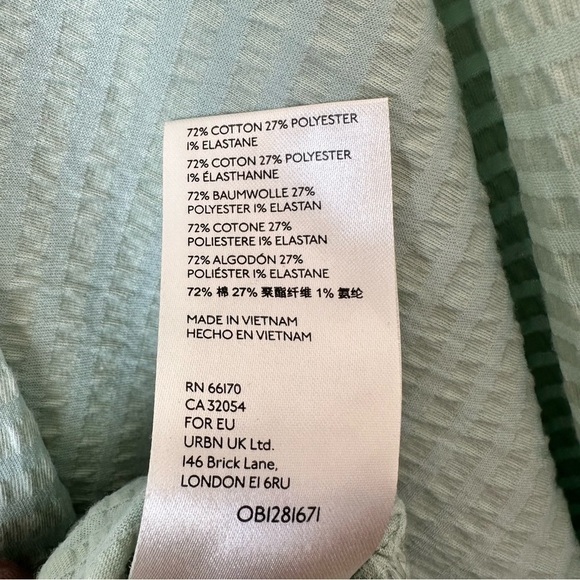 72% COTTON 27% POLYESTER
1% ELASTANE
72% COTON 27% POLYESTER
1% ÉLASTHANNE
72% BAUMWOLLE 27%
POLYESTER 1% ELASTAN
72% COTONE 27%
POLIESTERE 1% ELASTAN
72% ALGODÓN 27%
POLIÉSTER 1% ELASTANE
72% 棉 27% 聚酯纤维 1% 氨纶
MADE IN VIETNAM
HECHO EN VIETNAM
RN 66170
CA 32054
FOR EU
URBN UK Ltd.
146 Brick Lane,
LONDON E1 6RU
OB1281671